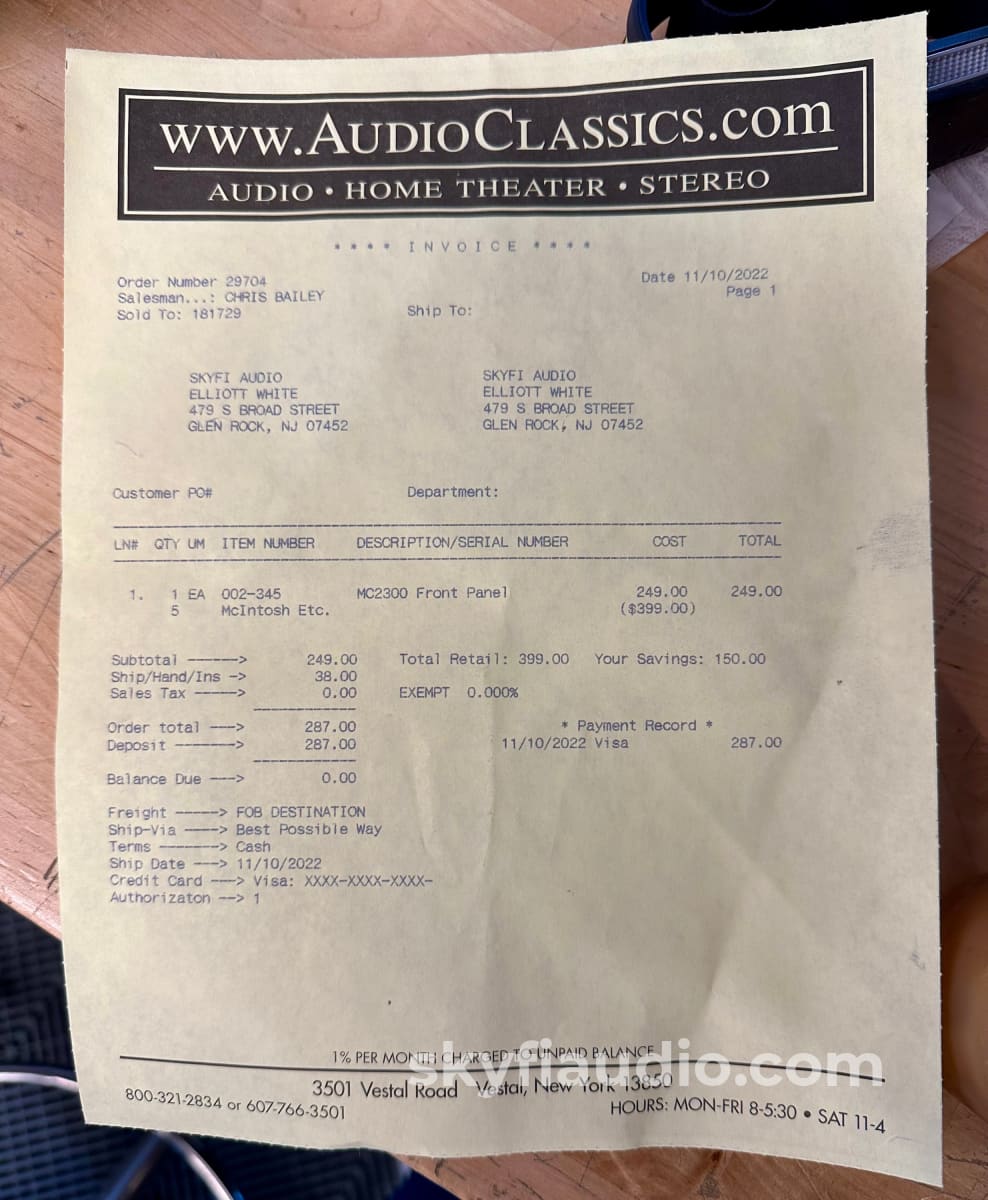 www.AudioClassics.com
AUDIO • HOME THEATER • STEREO
* * * * I N V O I C E * * * *
Order Number 29704 Date 11/10/2022
Salesman...: CHRIS BAILEY Page 1
Sold To: 181729 Ship To:
SKYFI AUDIO SKYFI AUDIO
ELLIOTT WHITE ELLIOTT WHITE
479 S BROAD STREET 479 S BROAD STREET
GLEN ROCK, NJ 07452 GLEN ROCK, NJ 07452
Customer PO# Department:
LN# QTY UM ITEM NUMBER DESCRIPTION/SERIAL NUMBER COST TOTAL
1. 1 EA 002-345 MC2300 Front Panel 249.00 249.00
5 McIntosh Etc. ($399.00)
Subtotal ------> 249.00 Total Retail: 399.00 Your Savings: 150.00
Ship/Hand/Ins -> 38.00
Sales Tax -----> 0.00 EXEMPT 0.000%
Order total ---> 287.00 * Payment Record *
Deposit -------> 287.00 11/10/2022 Visa 287.00
Balance Due ---> 0.00
Freight -----> FOB DESTINATION
Ship-Via ----> Best Possible Way
Terms -------> Cash
Ship Date ---> 11/10/2022
Credit Card ---> Visa: XXXX-XXXX-XXXX-
Authorizaton --> 1
1% PER MONTH CHARGED TO UNPAID BALANCE
skyfiaudio.com
3501 Vestal Road Vestal, New York 13850
800-321-2834 or 607-766-3501 HOURS: MON-FRI 8-5:30 • SAT 11-4